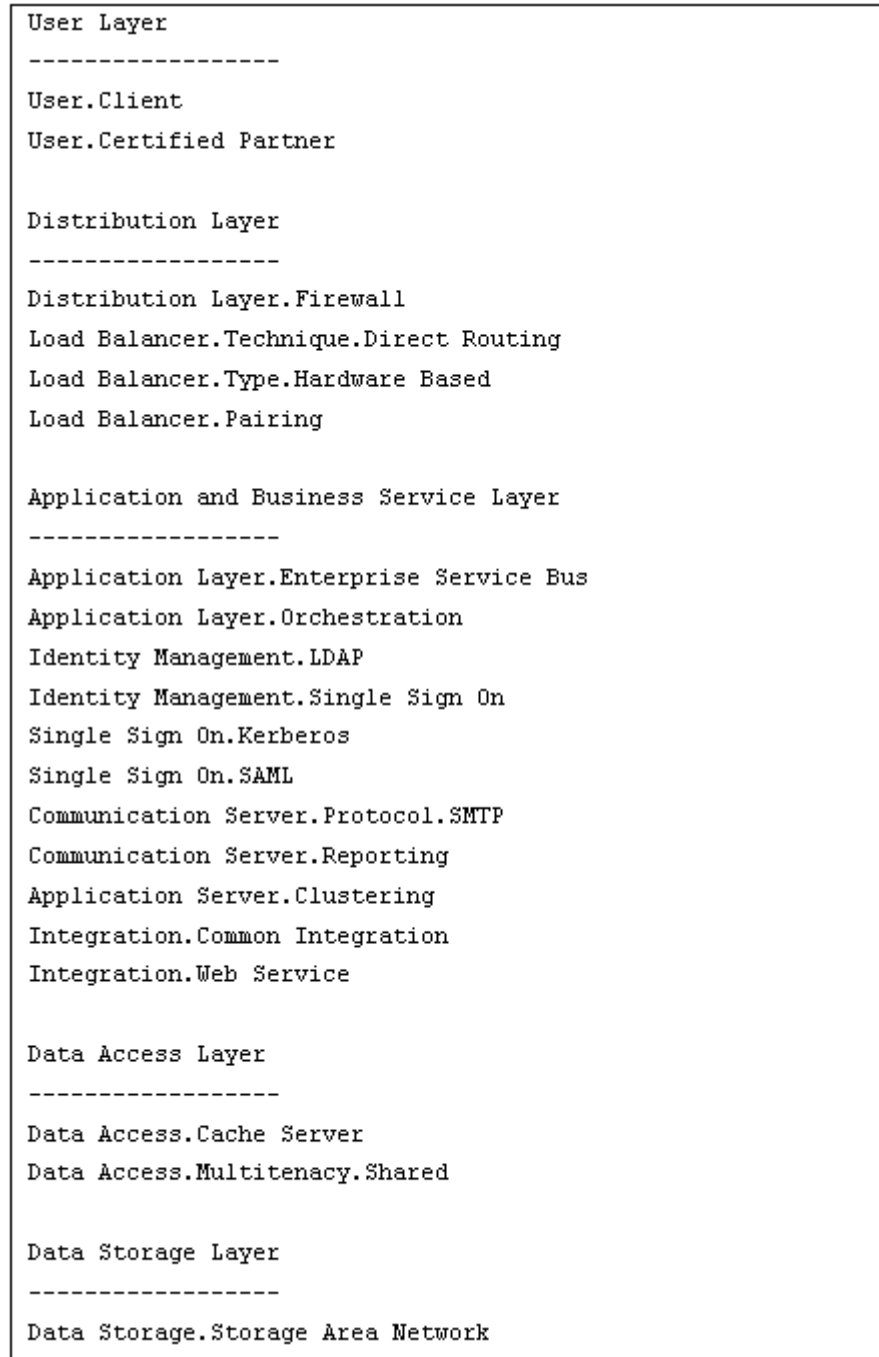 User Layer
------------------
User.Client
User.Certified Partner

Distribution Layer
------------------
Distribution Layer.Firewall
Load Balancer.Technique.Direct Routing
Load Balancer.Type.Hardware Based
Load Balancer.Pairing

Application and Business Service Layer
------------------
Application Layer.Enterprise Service Bus
Application Layer.Orchestration
Identity Management.LDAP
Identity Management.Single Sign On
Single Sign On.Kerberos
Single Sign On.SAML
Communication Server.Protocol.SMTP
Communication Server.Reporting
Application Server.Clustering
Integration.Common Integration
Integration.Web Service

Data Access Layer
------------------
Data Access.Cache Server
Data Access.Multitenacy.Shared

Data Storage Layer
------------------
Data Storage.Storage Area Network